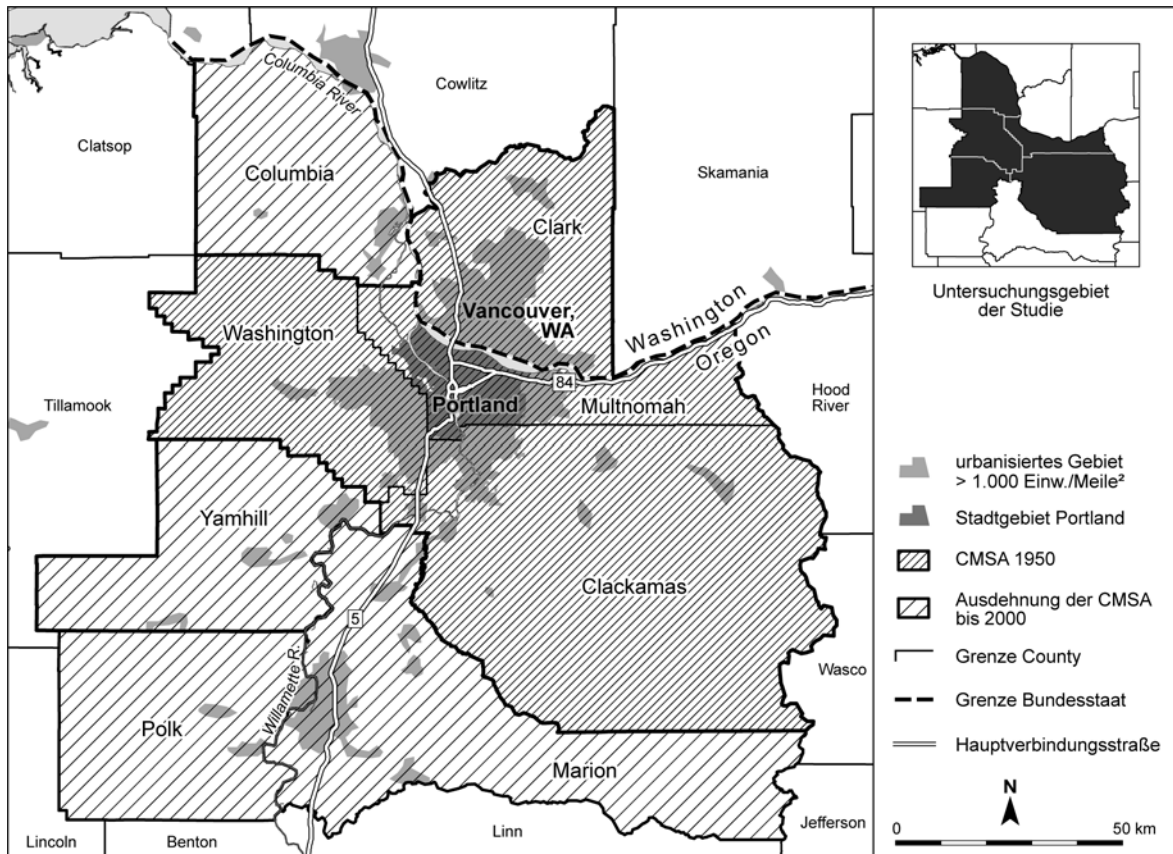 Cowlitz
Columbia River
Clatsop
Columbia
Skamania
Clark
Vancouver,
WA
Washington
Washington
Oregon
84
Portland
Multnomah
Hood
River
Tillamook
Yamhill
Clackamas
5
Willamette R.
Wasco
Polk
Marion
Lincoln
Benton
Linn
Jefferson
Untersuchungsgebiet
der Studie
urbanisiertes Gebiet
> 1.000 Einw./Meile²
Stadtgebiet Portland
CMSA 1950
Ausdehnung der CMSA
bis 2000
Grenze County
Grenze Bundesstaat
Hauptverbindungsstraße
N
0 50 km